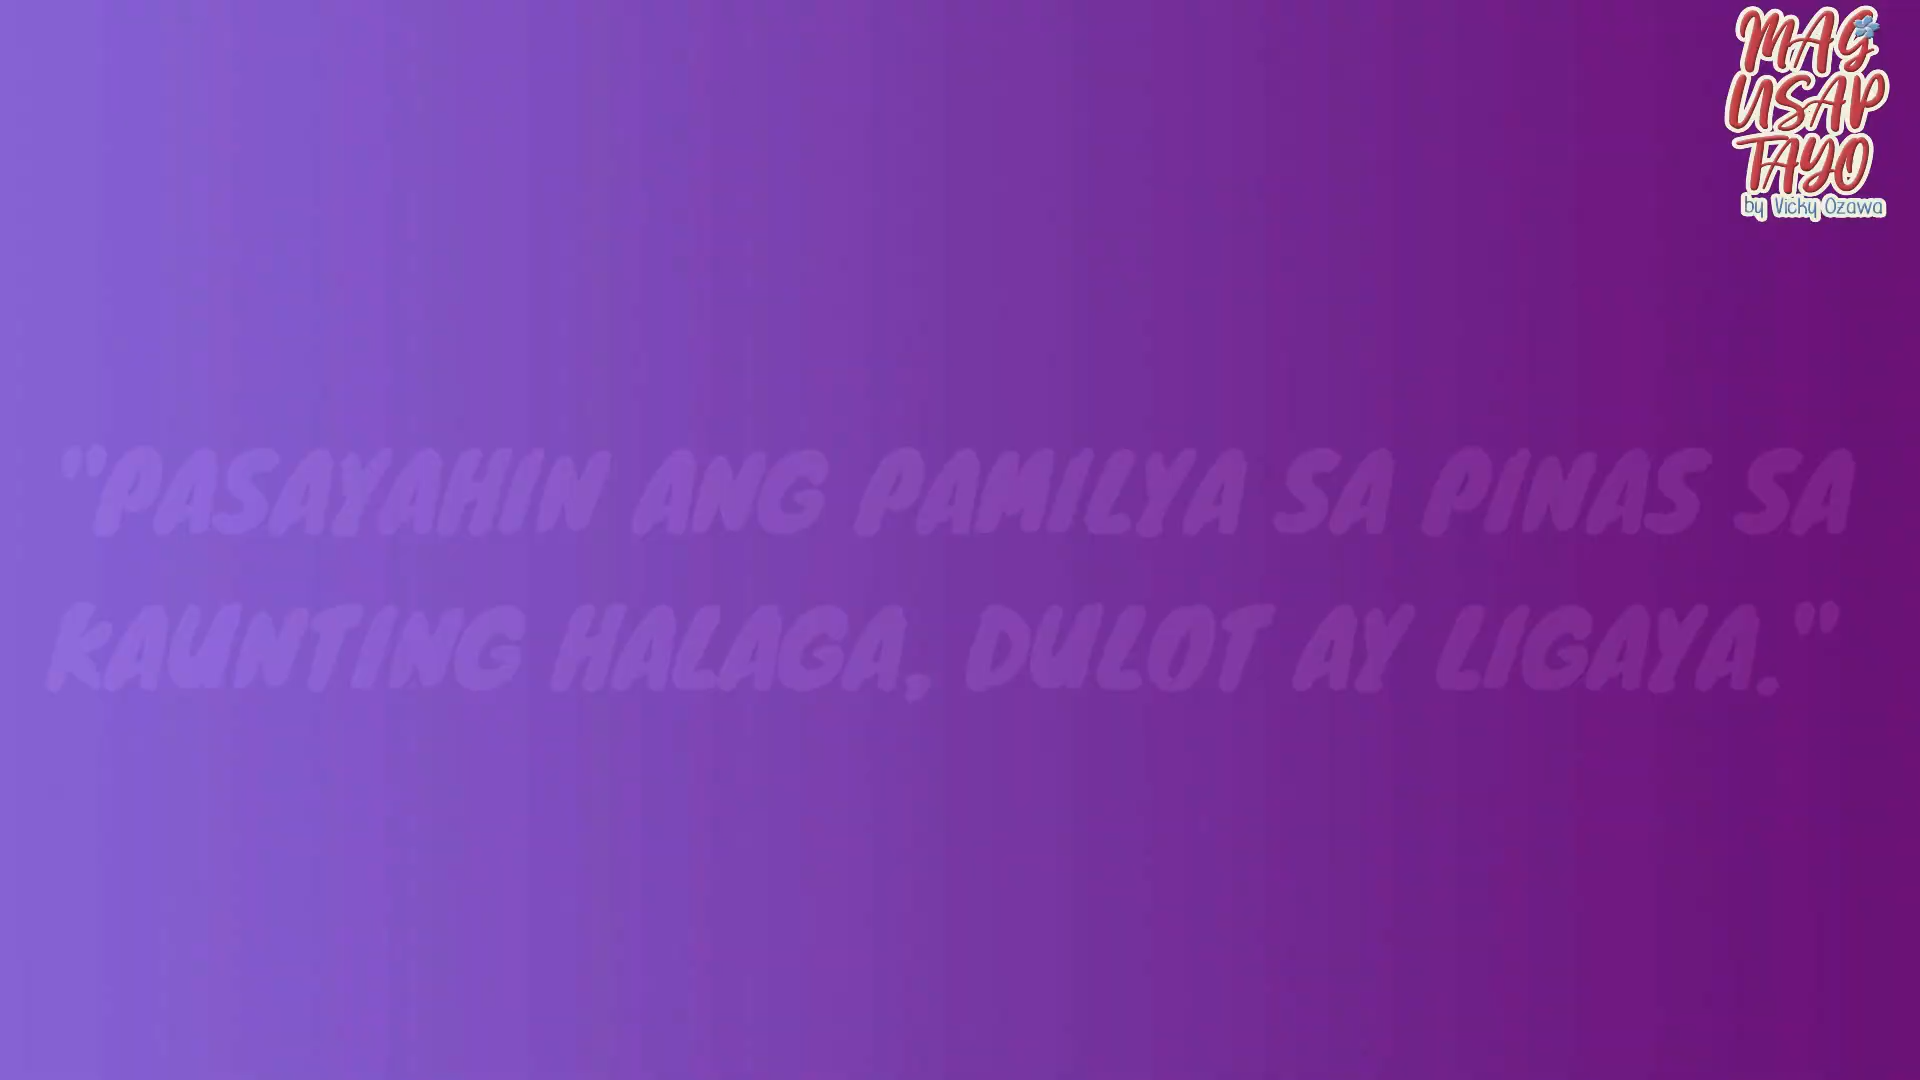 MAG
USAP
TAYO
by Vicky Ozawa
"PASAYAHIN ANG PAMILYA SA PINAS SA
KAUNTING HALAGA, DULOT AY LIGAYA."